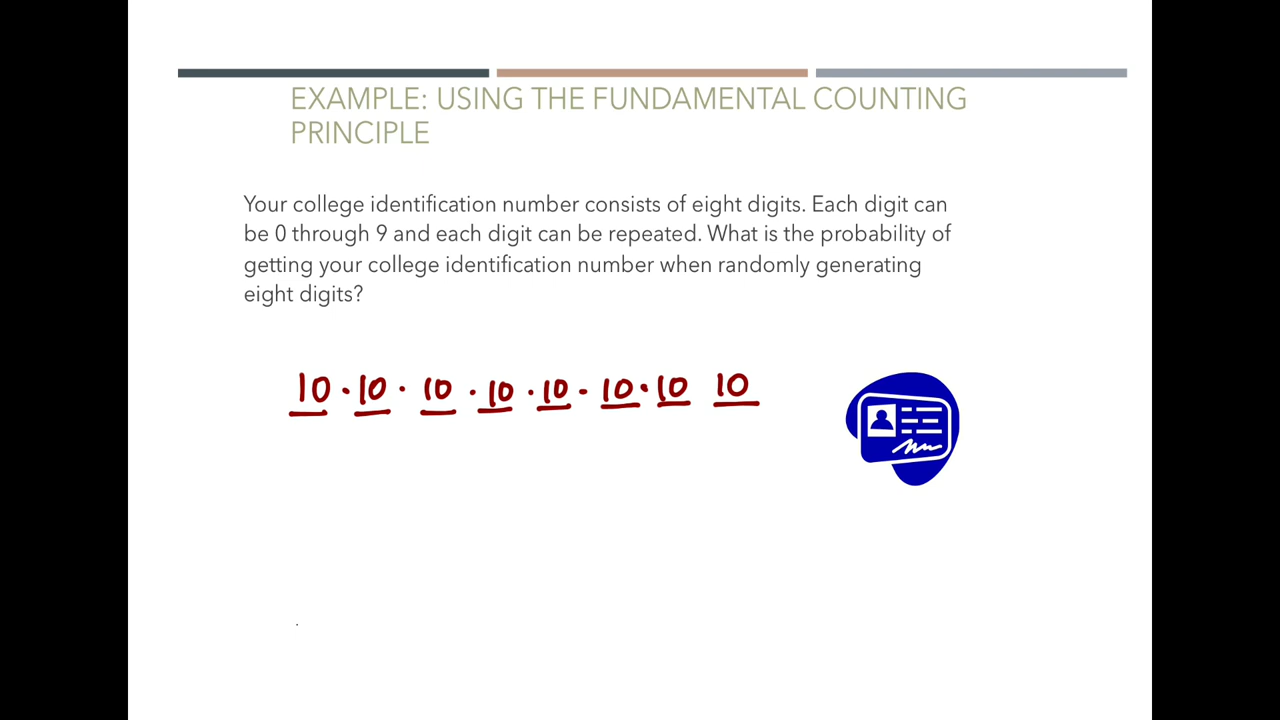 EXAMPLE: USING THE FUNDAMENTAL COUNTING
PRINCIPLE
Your college identification number consists of eight digits. Each digit can
be 0 through 9 and each digit can be repeated. What is the probability of
getting your college identification number when randomly generating
eight digits?
10 · 10 · 10 · 10 · 10 · 10 · 10 10